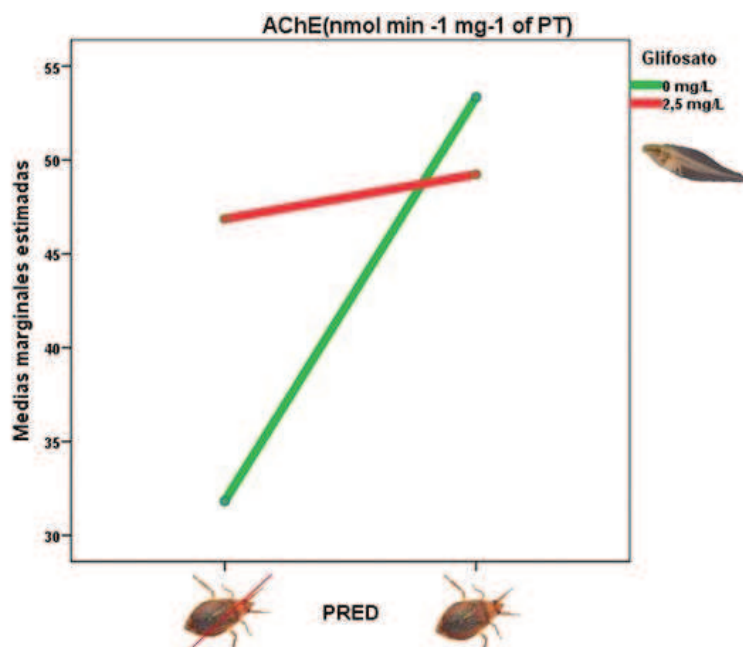 AChE(nmol min -1 mg-1 of PT)
Glifosato
0 mg/L
2,5 mg/L
Medias marginales estimadas
55
50
45
40
35
30
PRED